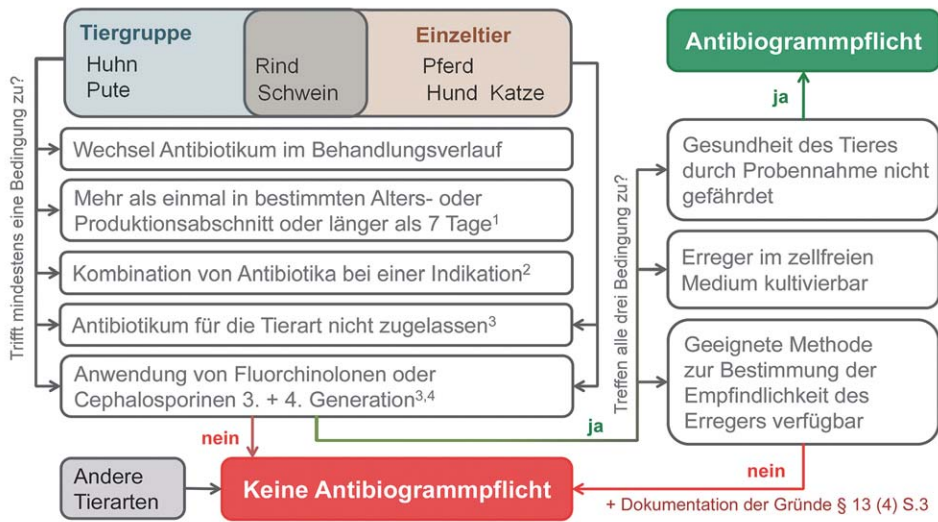 Tiergruppe
Huhn
Pute
Rind
Schwein
Einzeltier
Pferd
Hund Katze
Trifft mindestens eine Bedingung zu?
Wechsel Antibiotikum im Behandlungsverlauf
Mehr als einmal in bestimmten Alters- oder
Produktionsabschnitt oder länger als 7 Tage¹
Kombination von Antibiotika bei einer Indikation²
Antibiotikum für die Tierart nicht zugelassen³
Anwendung von Fluorchinolonen oder
Cephalosporinen 3. + 4. Generation³,⁴
nein
ja
Treffen alle drei Bedingung zu?
Antibiogrammpflicht
ja
Gesundheit des Tieres
durch Probennahme nicht
gefährdet
Erreger im zellfreien
Medium kultivierbar
Geeignete Methode
zur Bestimmung der
Empfindlichkeit des
Erregers verfügbar
nein
Andere
Tierarten
Keine Antibiogrammpflicht
+ Dokumentation der Gründe § 13 (4) S.3